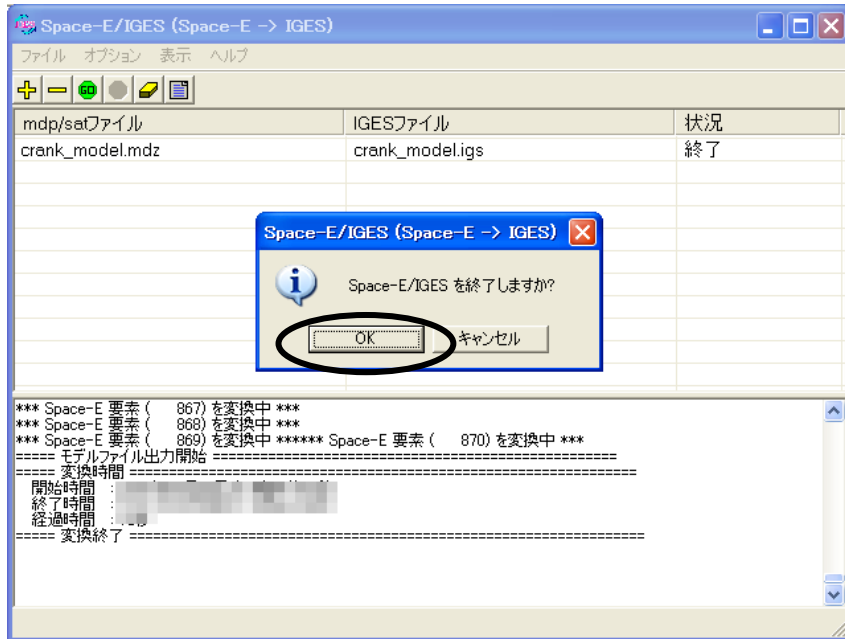 Space-E/IGES (Space-E -> IGES)
ファイル オプション 表示 ヘルプ
GO
mdp/satファイル IGESファイル 状況
crank_model.mdz crank_model.igs 終了
Space-E/IGES (Space-E -> IGES)
Space-E/IGES を終了しますか?
OK キャンセル
*** Space-E 要素 ( 867) を変換中 ***
*** Space-E 要素 ( 868) を変換中 ***
*** Space-E 要素 ( 869) を変換中 ****** Space-E 要素 ( 870) を変換中 ***
===== モデルファイル出力開始 ===================================================
===== 変換時間 ================================================================
開始時間 :
終了時間 :
経過時間 :
===== 変換終了 =================================================================